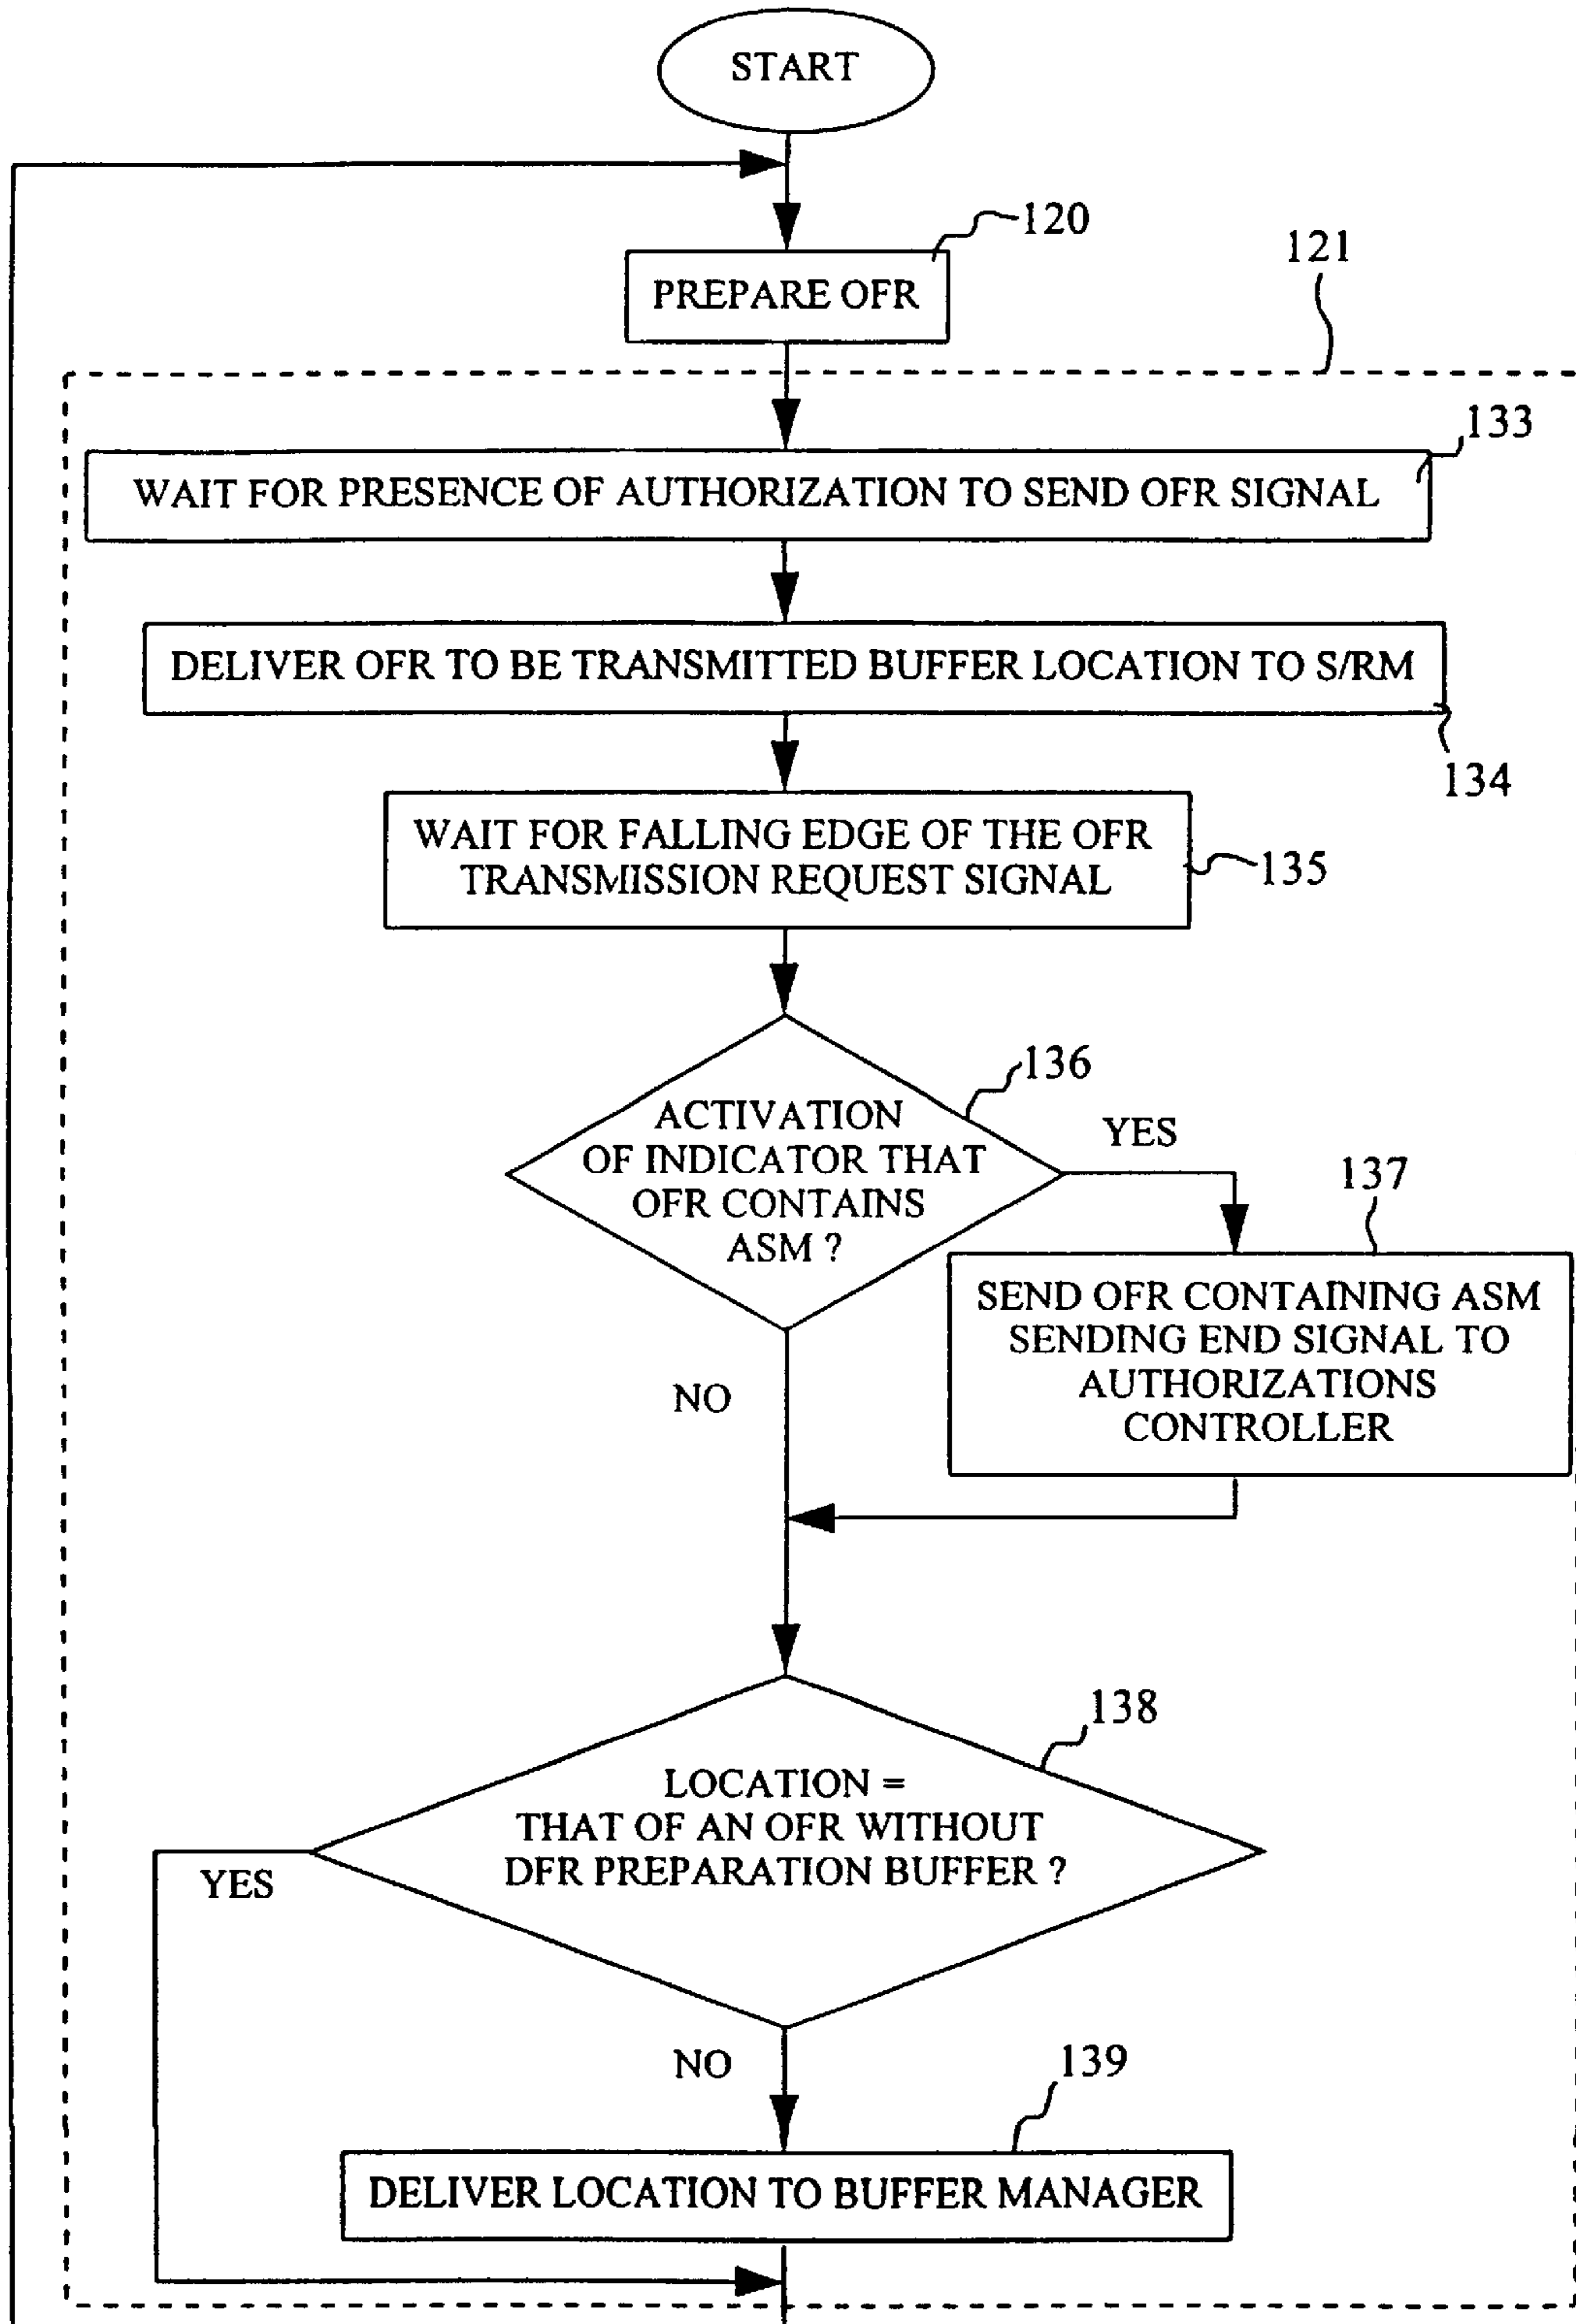 START
120
PREPARE OFR
121
133
WAIT FOR PRESENCE OF AUTHORIZATION TO SEND OFR SIGNAL
DELIVER OFR TO BE TRANSMITTED BUFFER LOCATION TO S/RM
134
WAIT FOR FALLING EDGE OF THE OFR
TRANSMISSION REQUEST SIGNAL
135
136
ACTIVATION
OF INDICATOR THAT
OFR CONTAINS
ASM ?
YES
137
SEND OFR CONTAINING ASM
SENDING END SIGNAL TO
AUTHORIZATIONS
CONTROLLER
NO
138
LOCATION =
THAT OF AN OFR WITHOUT
DFR PREPARATION BUFFER ?
YES
NO
139
DELIVER LOCATION TO BUFFER MANAGER